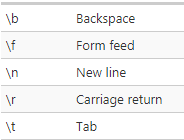 \b Backspace
\f Form feed
\n New line
\r Carriage return
\t Tab